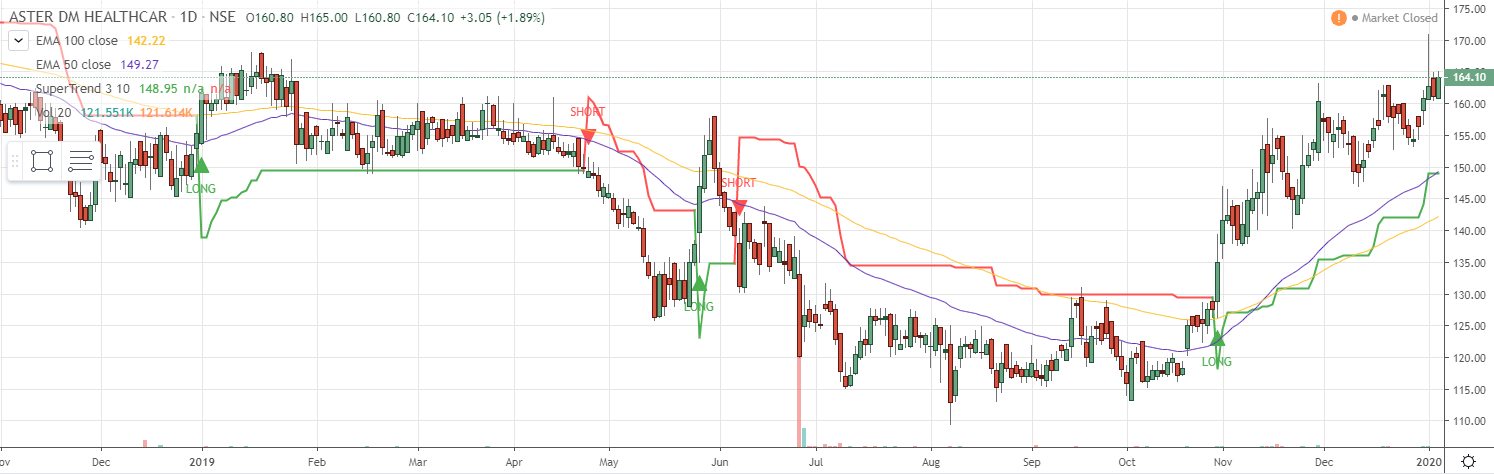 ASTER DM HEALTHCAR · 1D · NSE O160.80 H165.00 L160.80 C164.10 +3.05 (+1.89%)
! Market Closed
EMA 100 close 142.22
EMA 50 close 149.27
SuperTrend 3 10 148.95 n/a n/a
Vol 20 121.551K 121.614K
175.00
170.00
164.10
160.00
155.00
150.00
145.00
140.00
135.00
130.00
125.00
120.00
115.00
110.00
SHORT
SHORT
LONG
LONG
LONG
ov Dec 2019 Feb Mar Apr May Jun Jul Aug Sep Oct Nov Dec 2020